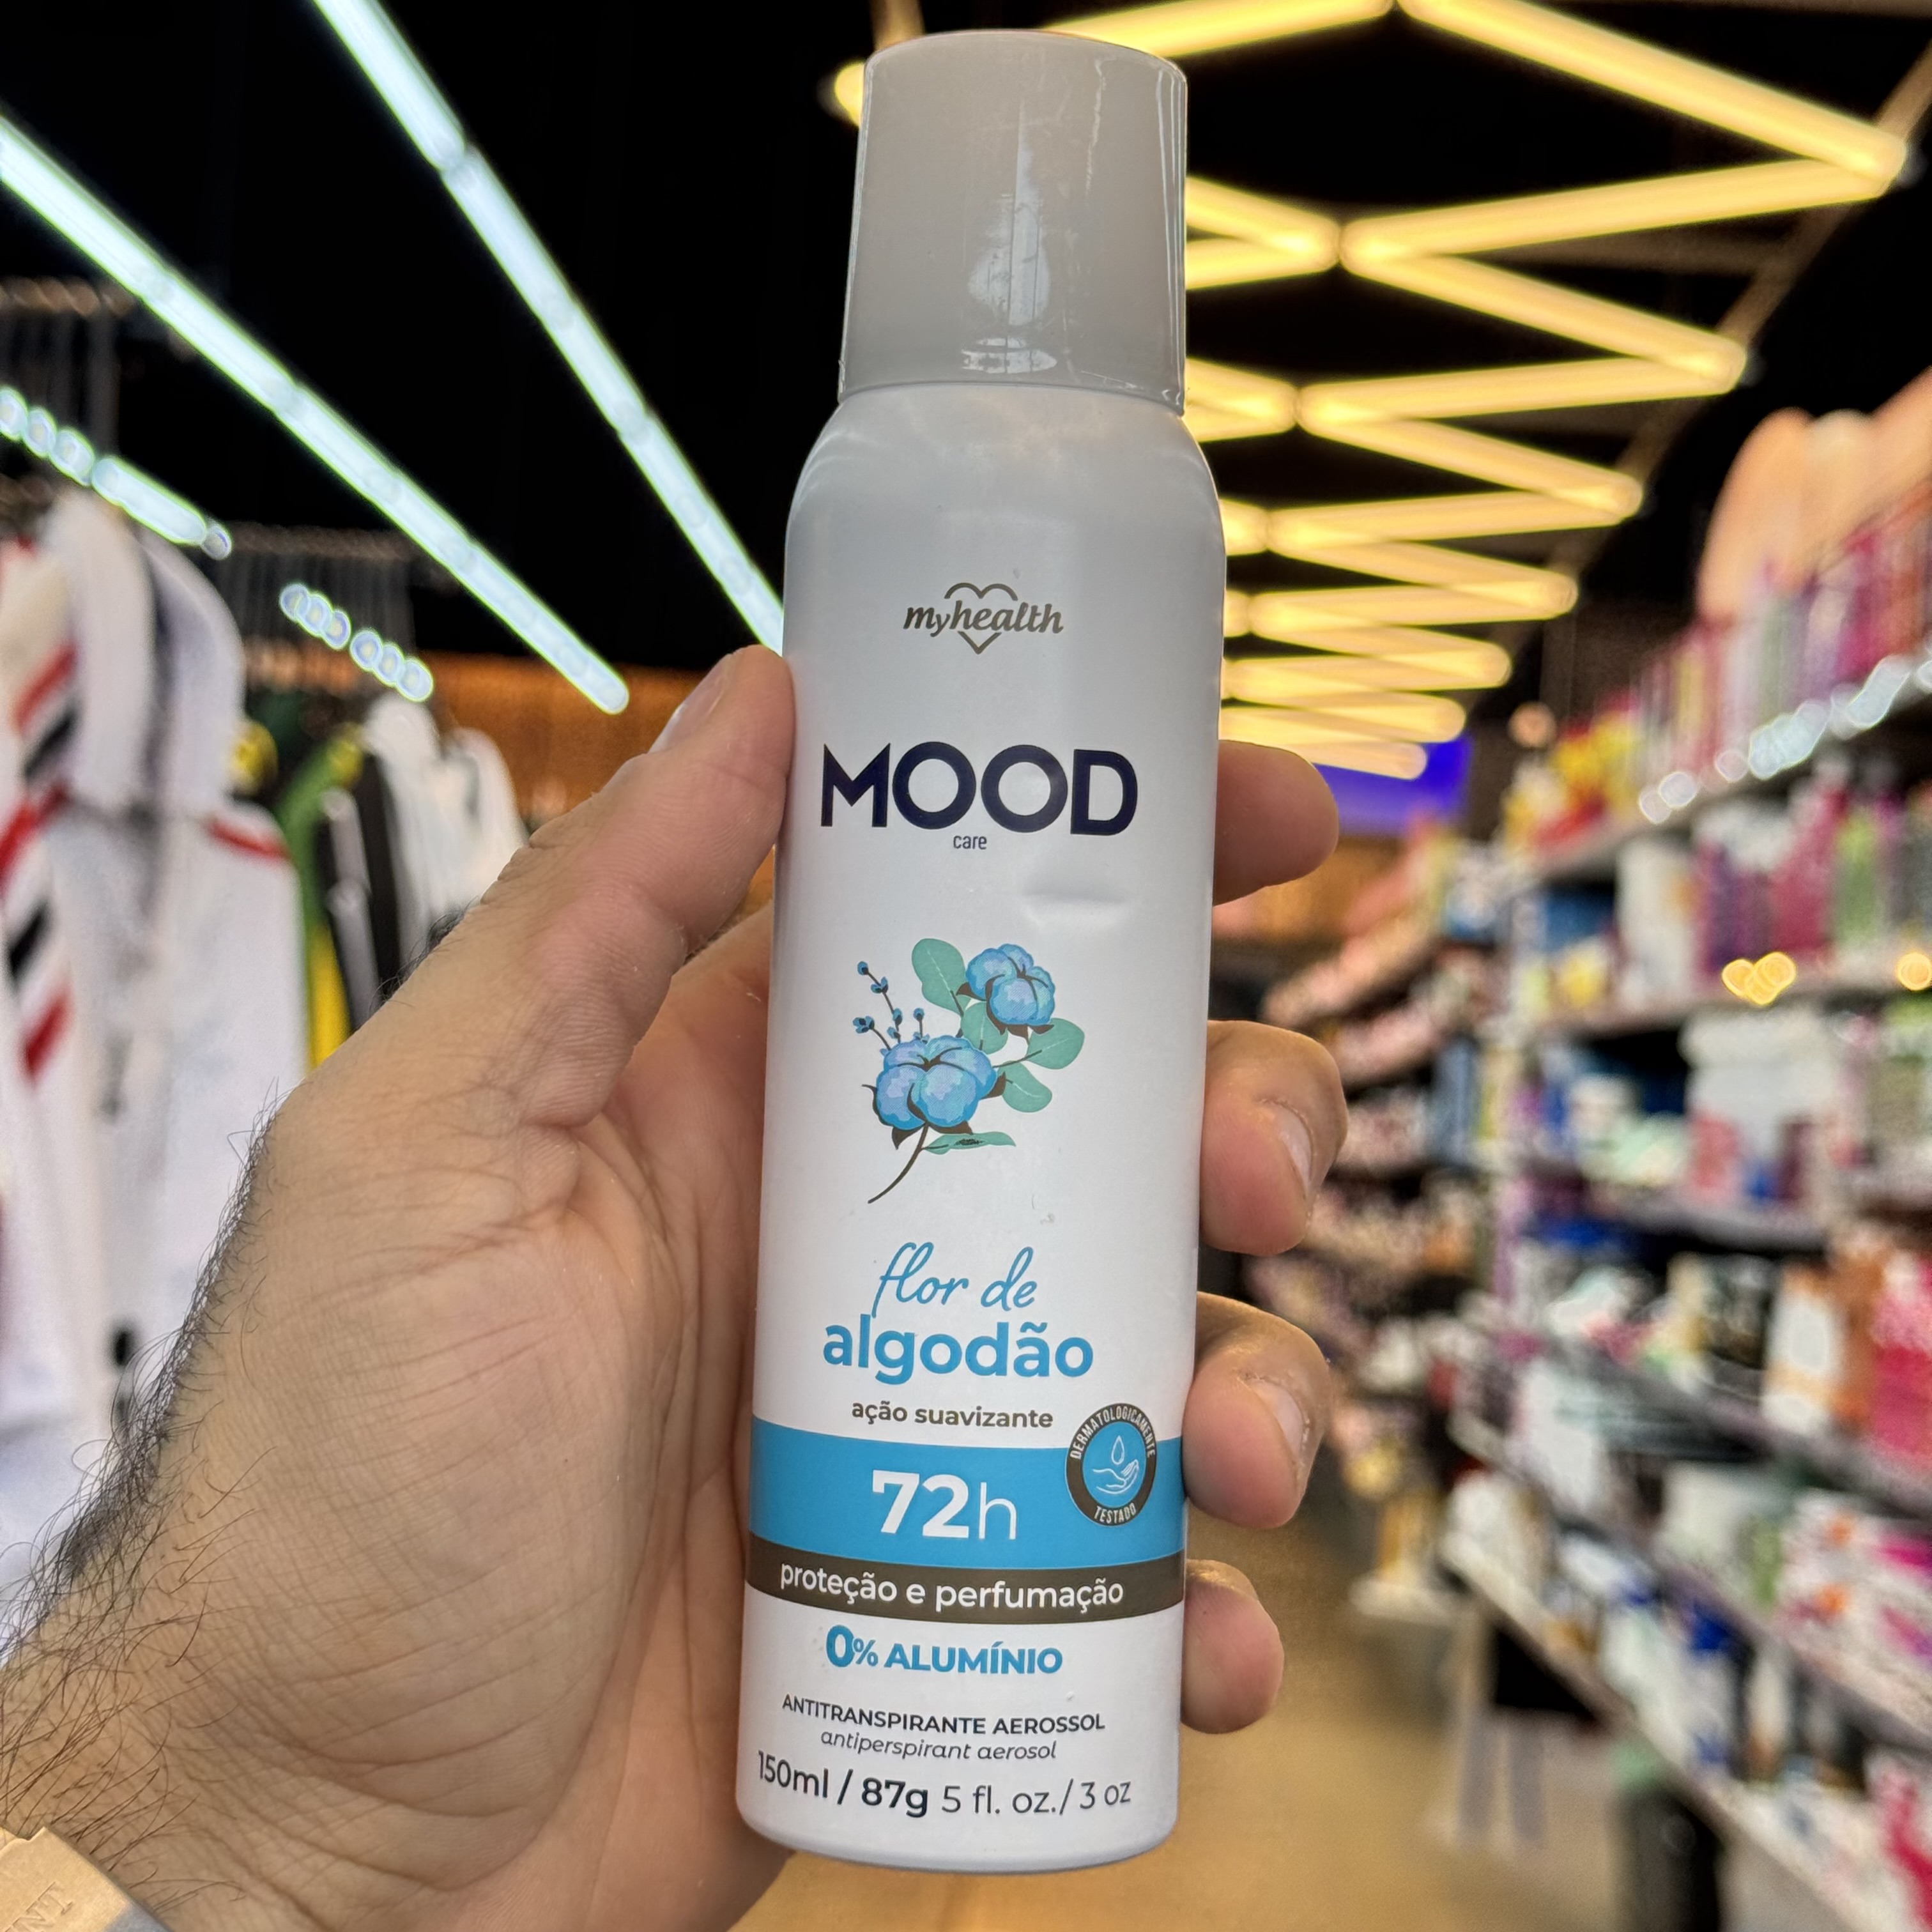 myhealth
MOOD
care
flor de
algodão
ação suavizante
DERMATOLOGICAMENTE
TESTADO
72h
proteção e perfumação
0% ALUMÍNIO
ANTITRANSPIRANTE AEROSSOL
antiperspirant aerosol
150ml / 87g 5 fl. oz./ 3 oz